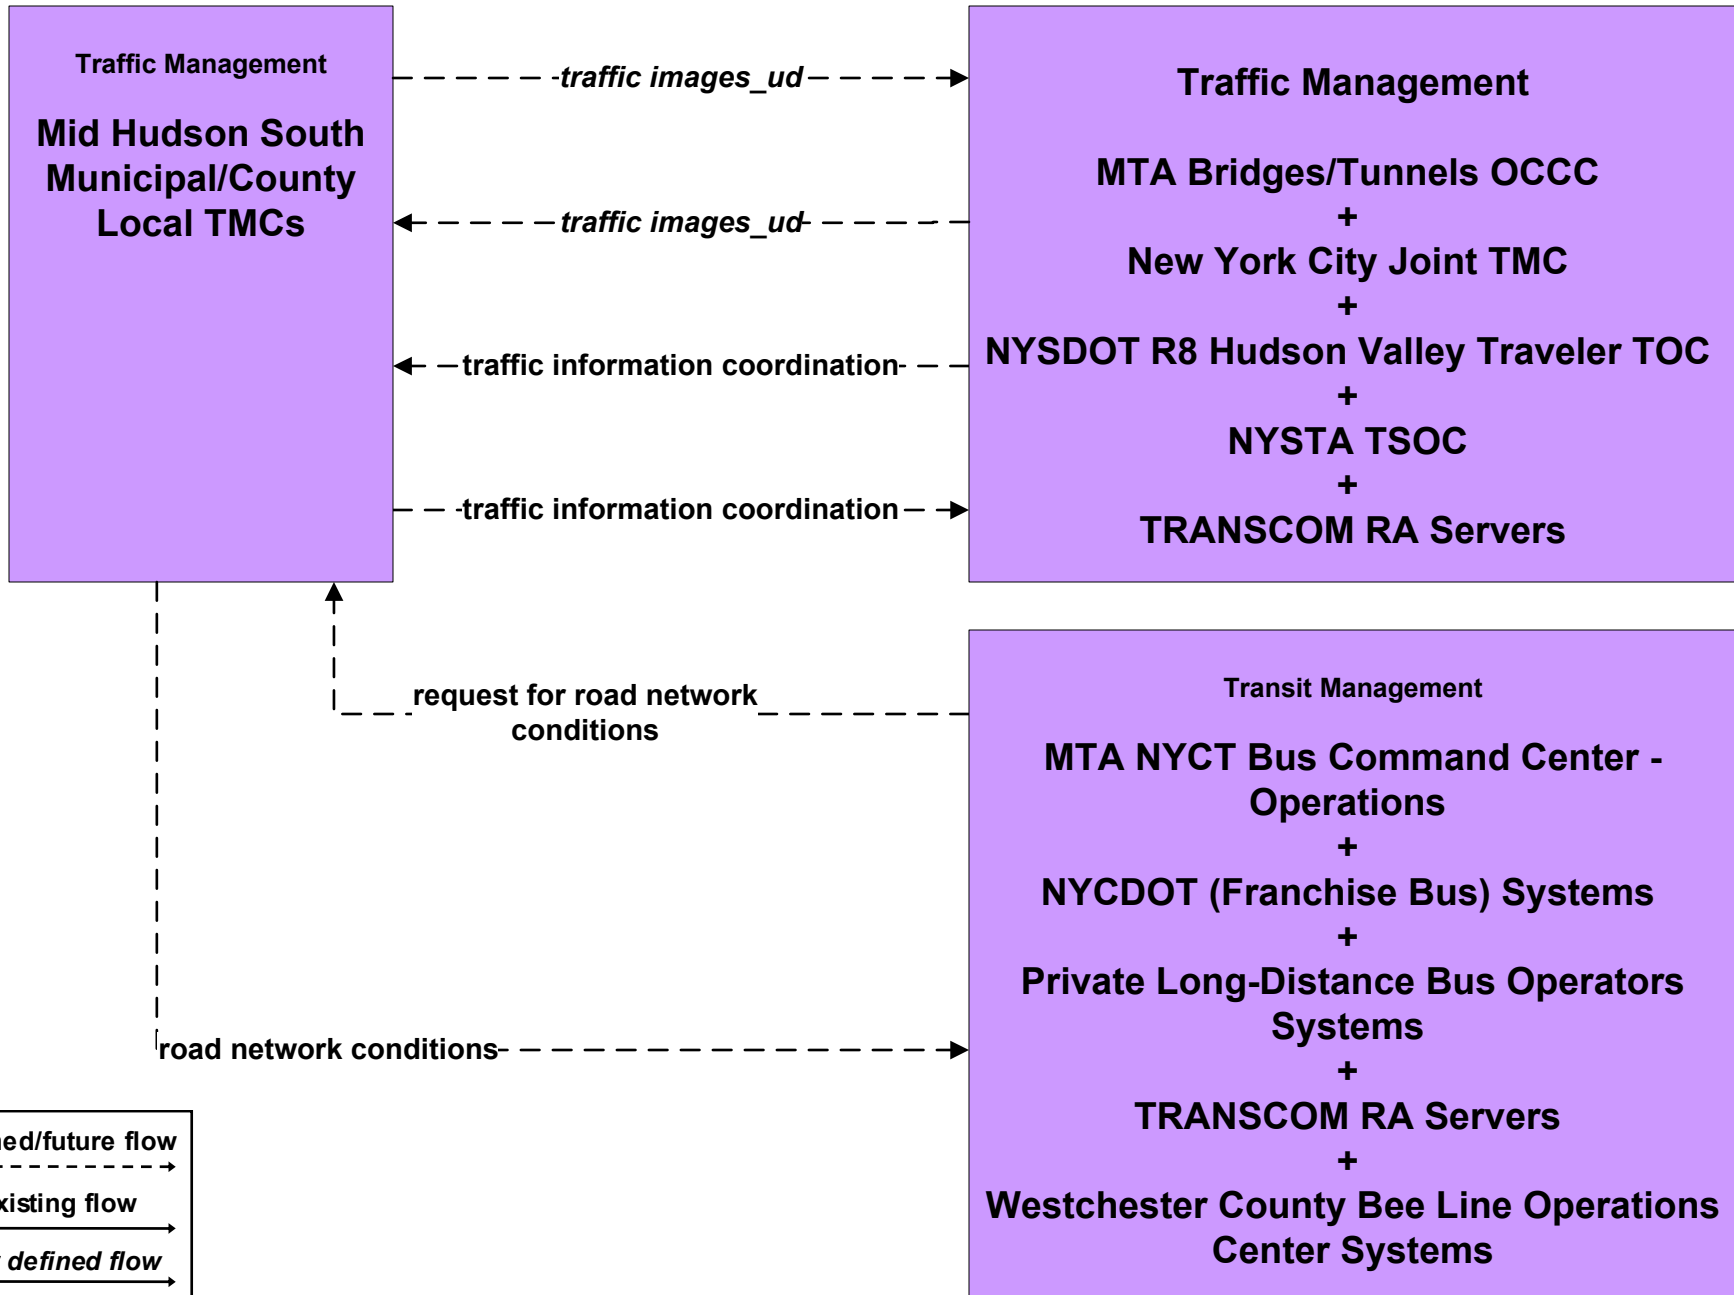 Traffic Management
Mid Hudson South
Municipal/County
Local TMCs
traffic images_ud
traffic images_ud
traffic information coordination
traffic information coordination
Traffic Management
MTA Bridges/Tunnels OCCC
+
New York City Joint TMC
+
NYSDOT R8 Hudson Valley Traveler TOC
+
NYSTA TSOC
+
TRANSCOM RA Servers
request for road network
conditions
road network conditions
Transit Management
MTA NYCT Bus Command Center -
Operations
+
NYCDOT (Franchise Bus) Systems
+
Private Long-Distance Bus Operators
Systems
+
TRANSCOM RA Servers
+
Westchester County Bee Line Operations
Center Systems
ned/future flow
xisting flow
defined flow